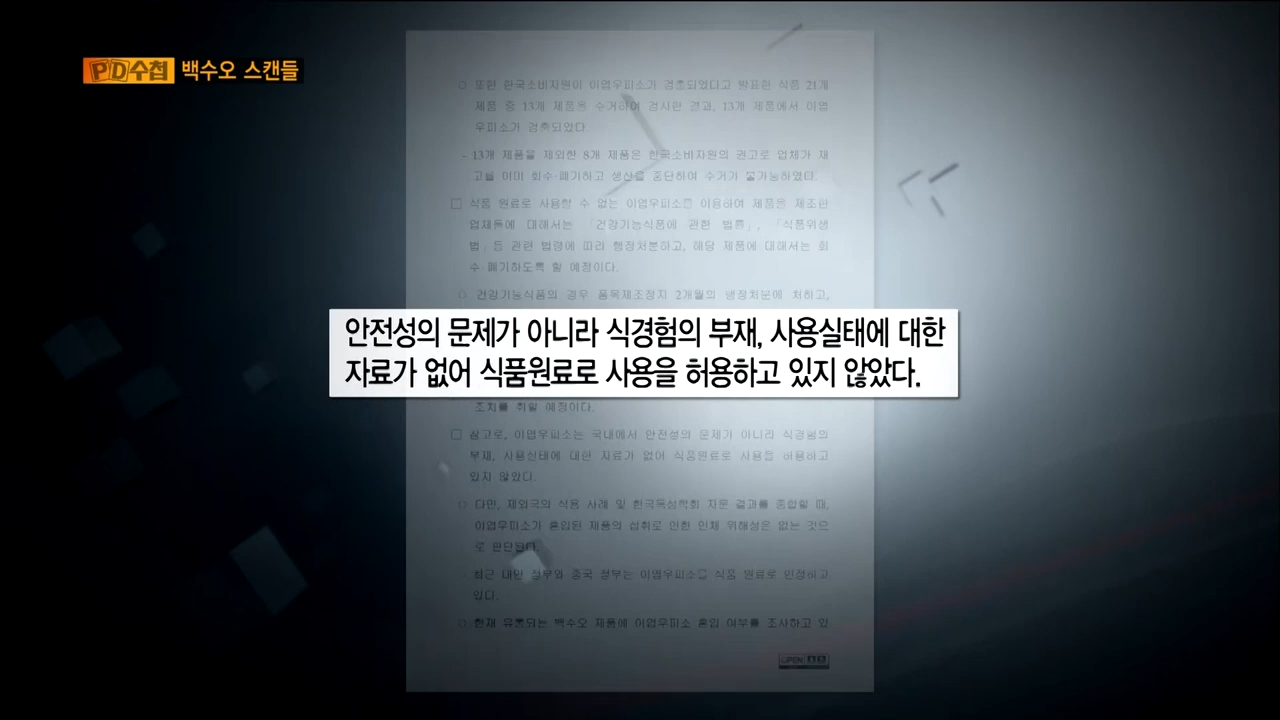 PD수첩 백수오 스캔들
○ 또한 한국소비자원이 이엽우피소가 검출되었다고 발표한 식품 21개
제품 중 13개 제품을 수거하여 검사한 결과, 13개 제품에서 이엽
우피소가 검출되었다.
- 13개 제품을 제외한 8개 제품은 한국소비자원의 권고로 업체가 재
고를 이미 회수·폐기하고 생산을 중단하여 수거가 불가능하였다.
□ 식품 원료로 사용할 수 없는 이엽우피소를 이용하여 제품을 제조한
업체들에 대해서는 「건강기능식품에 관한 법률」, 「식품위생
법」등 관련 법령에 따라 행정처분하고, 해당 제품에 대해서는 회
수·폐기하도록 할 예정이다.
○ 건강기능식품의 경우 품목제조정지 2개월의 행정처분에 처하고,
안전성의 문제가 아니라 식경험의 부재, 사용실태에 대한
자료가 없어 식품원료로 사용을 허용하고 있지 않았다.
조치를 취할 예정이다.
□ 참고로, 이엽우피소는 국내에서 안전성의 문제가 아니라 식경험의
부재, 사용실태에 대한 자료가 없어 식품원료로 사용을 허용하고
있지 않았다.
○ 다만, 제외국의 식용 사례 및 한국독성학회 자문 결과를 종합할 때,
이엽우피소가 혼입된 제품의 섭취로 인한 인체 위해성은 없는 것으
로 판단된다.
최근 대만 정부와 중국 정부는 이엽우피소를 식품 원료로 인정하고
있다.
○ 현재 유통되는 백수오 제품에 이엽우피소 혼입 여부를 조사하고 있
OPEN